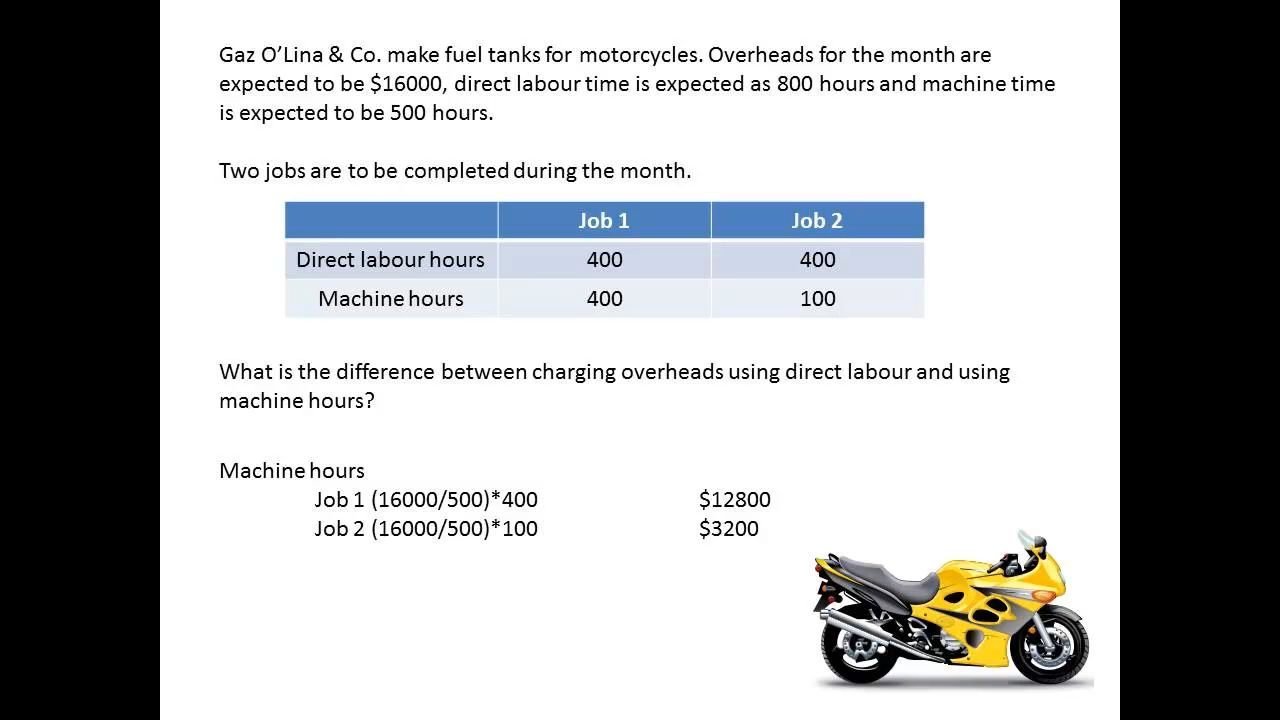 Gaz O’Lina & Co. make fuel tanks for motorcycles. Overheads for the month are
expected to be $16000, direct labour time is expected as 800 hours and machine time
is expected to be 500 hours.
Two jobs are to be completed during the month.
Job 1 Job 2
Direct labour hours 400 400
Machine hours 400 100
What is the difference between charging overheads using direct labour and using
machine hours?
Machine hours
Job 1 (16000/500)*400 $12800
Job 2 (16000/500)*100 $3200